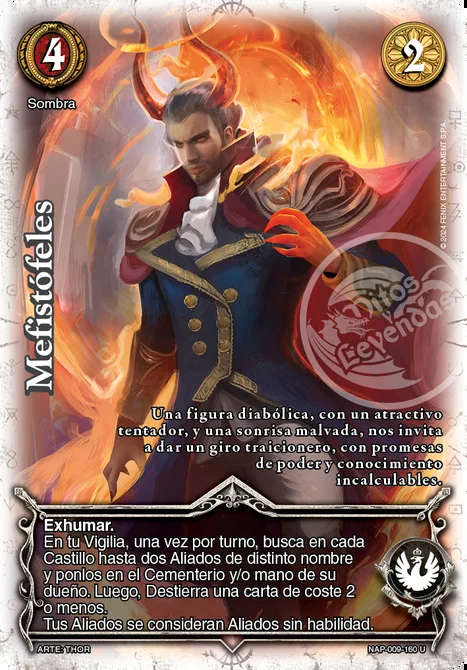 4
2
Sombra
© 2024 FENIX ENTERTAINMENT S.P.A.
Mefistófeles
Mitos
Leyendas
Una figura diabólica, con un atractivo
tentador, y una sonrisa malvada, nos invita
a dar un giro traicionero, con promesas
de poder y conocimiento
incalculables.
Exhumar.
En tu Vigilia, una vez por turno, busca en cada
Castillo hasta dos Aliados de distinto nombre
y ponlos en el Cementerio y/o mano de su
dueño. Luego, Destierra una carta de coste 2
o menos.
Tus Aliados se consideran Aliados sin habilidad.
ARTE: THOR
NAP-009-160 U